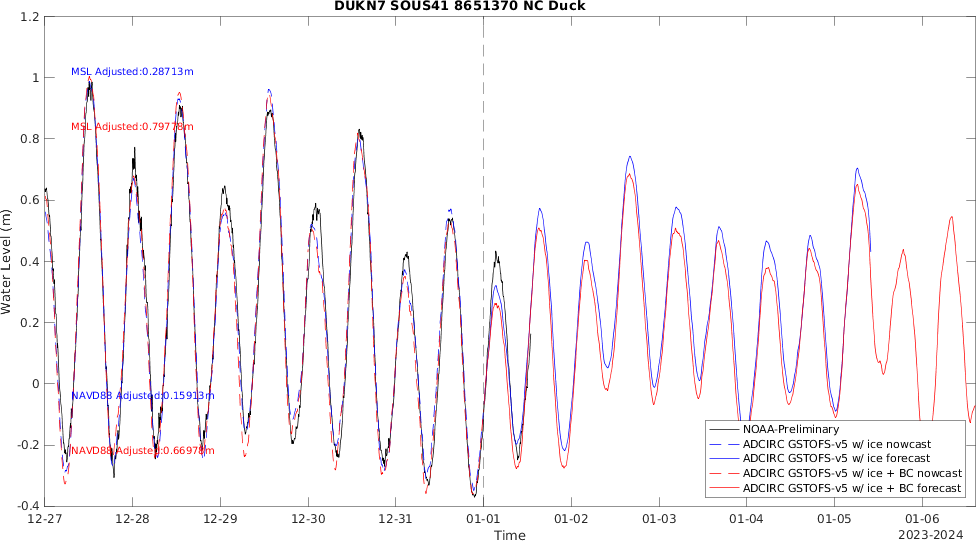 DUKN7 SOUS41 8651370 NC Duck
1.2
1
0.8
0.6
0.4
0.2
0
-0.2
-0.4
Water Level (m)
MSL Adjusted:0.28713m
MSL Adjusted:0.79778m
NAVD88 Adjusted:0.15913m
NAVD88 Adjusted:0.66978m
NOAA-Preliminary
ADCIRC GSTOFS-v5 w/ ice nowcast
ADCIRC GSTOFS-v5 w/ ice forecast
ADCIRC GSTOFS-v5 w/ ice + BC nowcast
ADCIRC GSTOFS-v5 w/ ice + BC forecast
12-27 12-28 12-29 12-30 12-31 01-01 01-02 01-03 01-04 01-05 01-06
Time
2023-2024